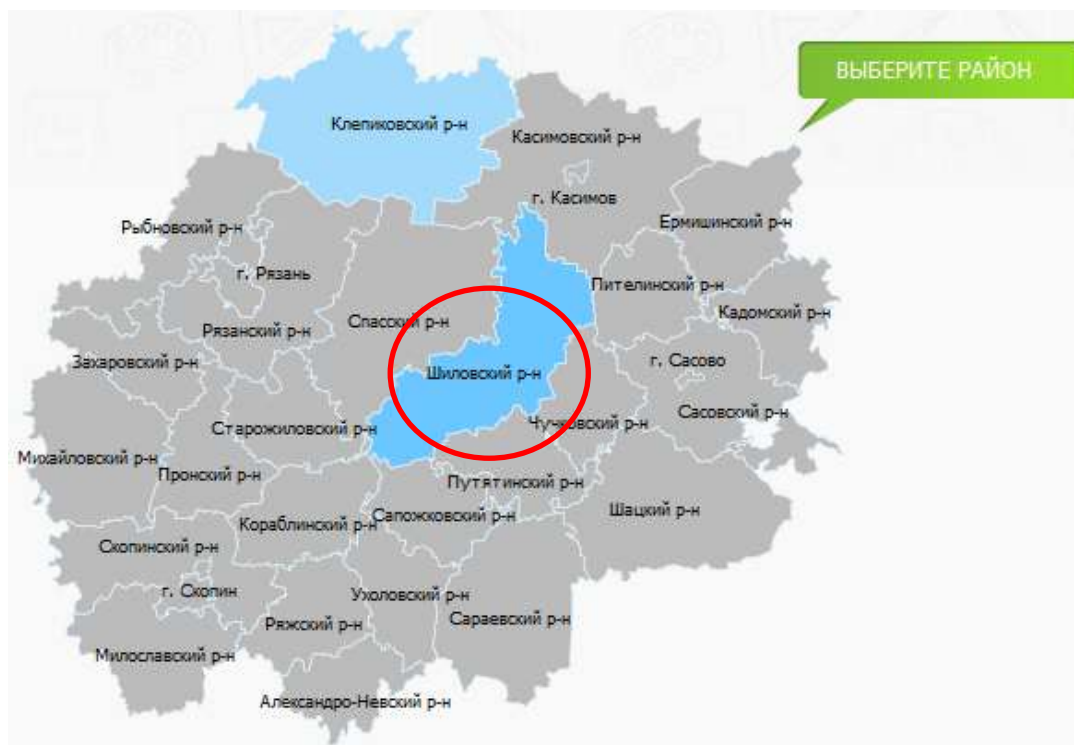 ВЫБЕРИТЕ РАЙОН
Клепиковский р-н
Касимовский р-н
г. Касимов
Ермишинский р-н
Рыбновский р-н
г. Рязань
Пителинский р-н
Кадомский р-н
Спасский р-н
Рязанский р-н
Захаровский р-н
г. Сасово
Шиловский р-н
Сасовский р-н
Чучковский р-н
Старожиловский р-н
Михайловский р-н
Пронский р-н
Путятинский р-н
Шацкий р-н
Сапожковский р-н
Кораблинский р-н
Скопинский р-н
г. Скопин
Ухоловский р-н
Сараевский р-н
Ряжский р-н
Милославский р-н
Александро-Невский р-н